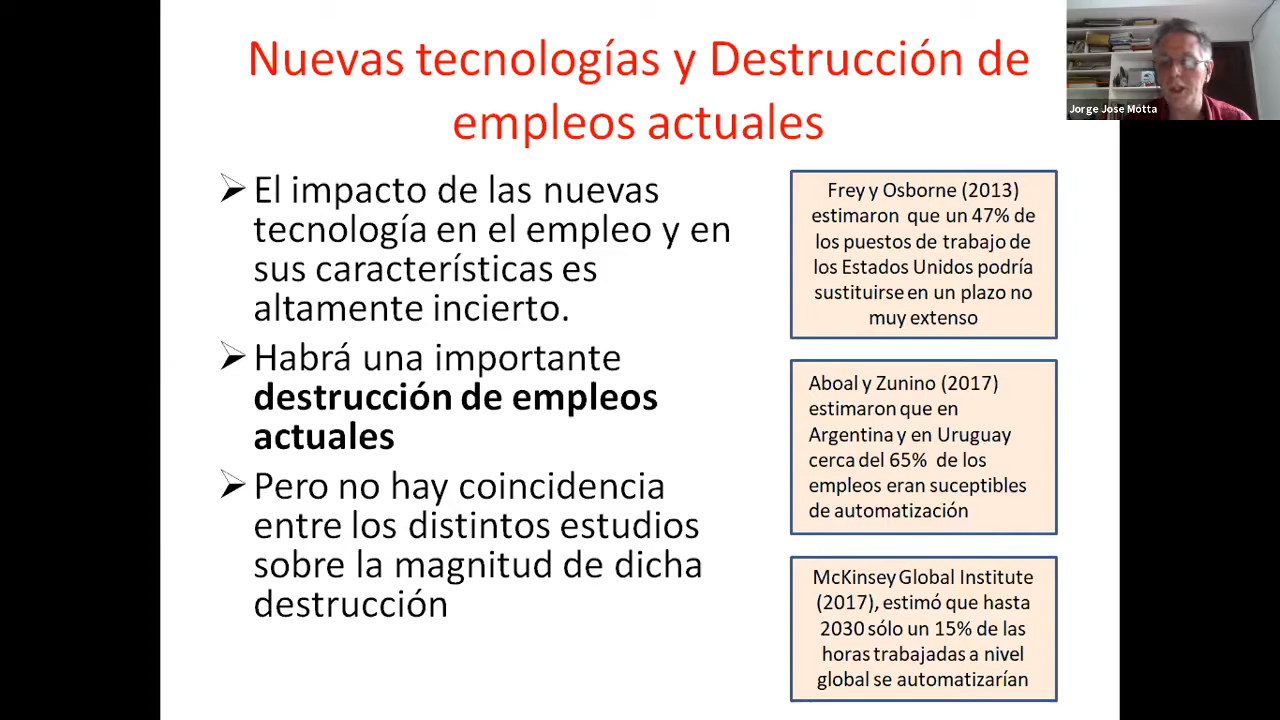 Nuevas tecnologías y Destrucción de
empleos actuales
Jorge Jose Motta
El impacto de las nuevas
tecnología en el empleo y en
sus características es
altamente incierto.
Habrá una importante
destrucción de empleos
actuales
Pero no hay coincidencia
entre los distintos estudios
sobre la magnitud de dicha
destrucción
Frey y Osborne (2013)
estimaron que un 47% de
los puestos de trabajo de
los Estados Unidos podría
sustituirse en un plazo no
muy extenso
Aboal y Zunino (2017)
estimaron que en
Argentina y en Uruguay
cerca del 65% de los
empleos eran suceptibles
de automatización
McKinsey Global Institute
(2017), estimó que hasta
2030 sólo un 15% de las
horas trabajadas a nivel
global se automatizarían